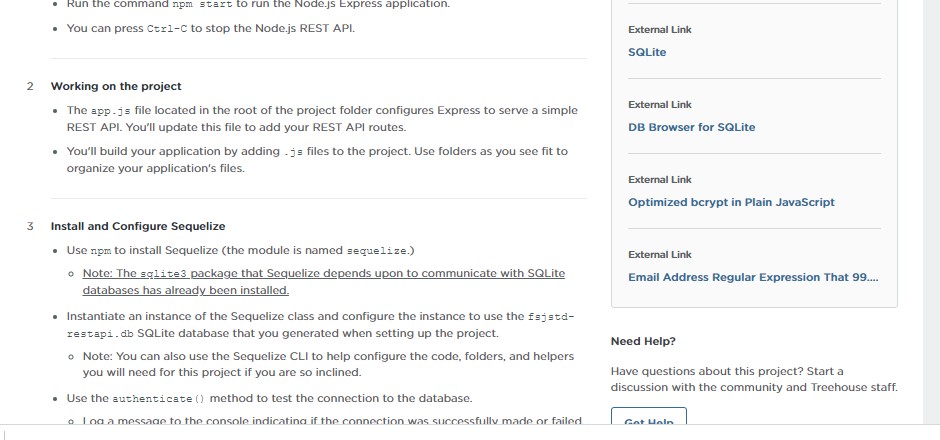 Run the command npm start to run the Node.js Express application.
You can press Ctrl-C to stop the Node.js REST API.
2 Working on the project
The app.js file located in the root of the project folder configures Express to serve a simple
REST API. You'll update this file to add your REST API routes.
You'll build your application by adding .js files to the project. Use folders as you see fit to
organize your application's files.
3 Install and Configure Sequelize
Use npm to install Sequelize (the module is named sequelize.)
Note: The sqlite3 package that Sequelize depends upon to communicate with SQLite
databases has already been installed.
Instantiate an instance of the Sequelize class and configure the instance to use the fsjstd-
restapi.db SQLite database that you generated when setting up the project.
Note: You can also use the Sequelize CLI to help configure the code, folders, and helpers
you will need for this project if you are so inclined.
Use the authenticate() method to test the connection to the database.
Log a message to the console indicating if the connection was successfully made or failed
External Link
SQLite
External Link
DB Browser for SQLite
External Link
Optimized bcrypt in Plain JavaScript
External Link
Email Address Regular Expression That 99....
Need Help?
Have questions about this project? Start a
discussion with the community and Treehouse staff.
Get Help